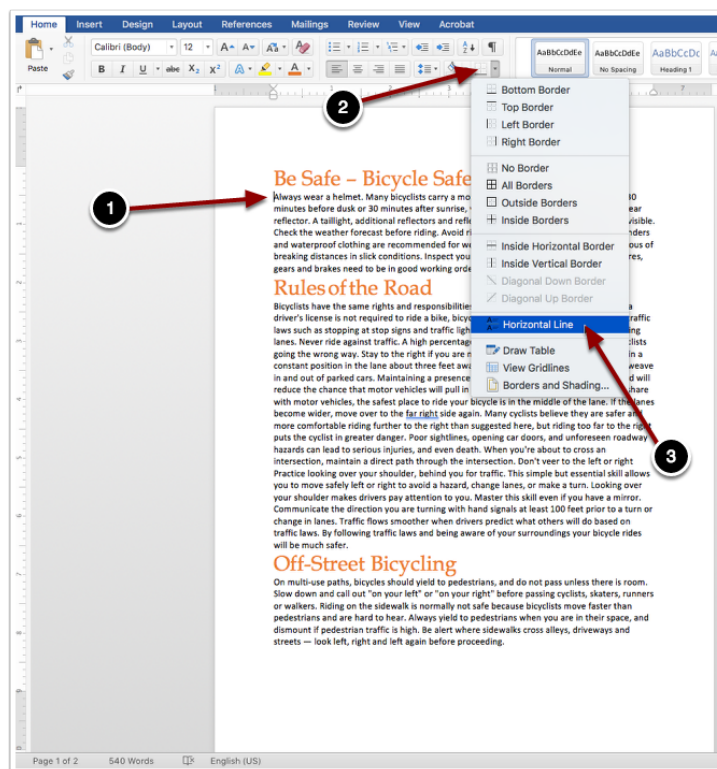 Home Insert Design Layout References Mailings Review View Acrobat
Paste
Calibri (Body) 12 A A Aa
B I U abc X2 X2 A A
AaBbCcDdEe AaBbCcDdEe AaBbCcDc
Normal No Spacing Heading 1
2
7
Bottom Border
Top Border
Left Border
Right Border
No Border
All Borders
Outside Borders
Inside Borders
Inside Horizontal Border
Inside Vertical Border
Diagonal Down Border
Diagonal Up Border
Horizontal Line
Draw Table
View Gridlines
Borders and Shading...
1
3
Be Safe – Bicycle Safe
Always wear a helmet. Many bicyclists carry a mo 30
minutes before dusk or 30 minutes after sunrise, ear
reflector. A taillight, additional reflectors and refle visible.
Check the weather forecast before riding. Avoid ri nders
and waterproof clothing are recommended for we ous of
breaking distances in slick conditions. Inspect you res,
gears and brakes need to be in good working orde
Rules of the Road
Bicyclists have the same rights and responsibilitie a
driver's license is not required to ride a bike, bicyc traffic
laws such as stopping at stop signs and traffic ligh ing
lanes. Never ride against traffic. A high percentage clists
going the wrong way. Stay to the right if you are n in a
constant position in the lane about three feet awa weave
in and out of parked cars. Maintaining a presence d will
reduce the chance that motor vehicles will pull in share
with motor vehicles, the safest place to ride your bicycle is in the middle of the lane. If the lanes
become wider, move over to the far right side again. Many cyclists believe they are safer and
more comfortable riding further to the right than suggested here, but riding too far to the right
puts the cyclist in greater danger. Poor sightlines, opening car doors, and unforeseen roadway
hazards can lead to serious injuries, and even death. When you're about to cross an
intersection, maintain a direct path through the intersection. Don't veer to the left or right
Practice looking over your shoulder, behind you for traffic. This simple but essential skill allows
you to move safely left or right to avoid a hazard, change lanes, or make a turn. Looking over
your shoulder makes drivers pay attention to you. Master this skill even if you have a mirror.
Communicate the direction you are turning with hand signals at least 100 feet prior to a turn or
change in lanes. Traffic flows smoother when drivers predict what others will do based on
traffic laws. By following traffic laws and being aware of your surroundings your bicycle rides
will be much safer.
Off-Street Bicycling
On multi-use paths, bicycles should yield to pedestrians, and do not pass unless there is room.
Slow down and call out "on your left" or "on your right" before passing cyclists, skaters, runners
or walkers. Riding on the sidewalk is normally not safe because bicyclists move faster than
pedestrians and are hard to hear. Always yield to pedestrians when you are in their space, and
dismount if pedestrian traffic is high. Be alert where sidewalks cross alleys, driveways and
streets — look left, right and left again before proceeding.
Page 1 of 2 540 Words English (US)